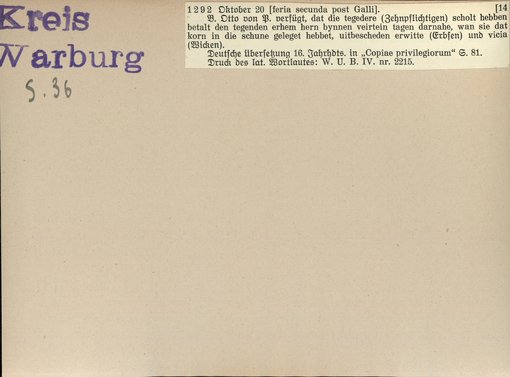 Kreis
Warburg
S. 36
1292 Oktober 20 [feria secunda post Galli]. [14
B. Otto von P. verfügt, dat die tegedere (Zehnpflichtigen) scholt hebben
betalt den tegenden erhem hern bynnen veirtein tagen darnahe, wan sie dat
korn in die schune geleget hebbet, uitbescheden erwitte (Erbsen) und vicia
(Wicken).
Deutsche Übersetzung 16. Jahrhdts. in „Copiae privilegiorum“ S. 81.
Druck des lat. Wortlautes: W. U. B. IV. nr. 2215.